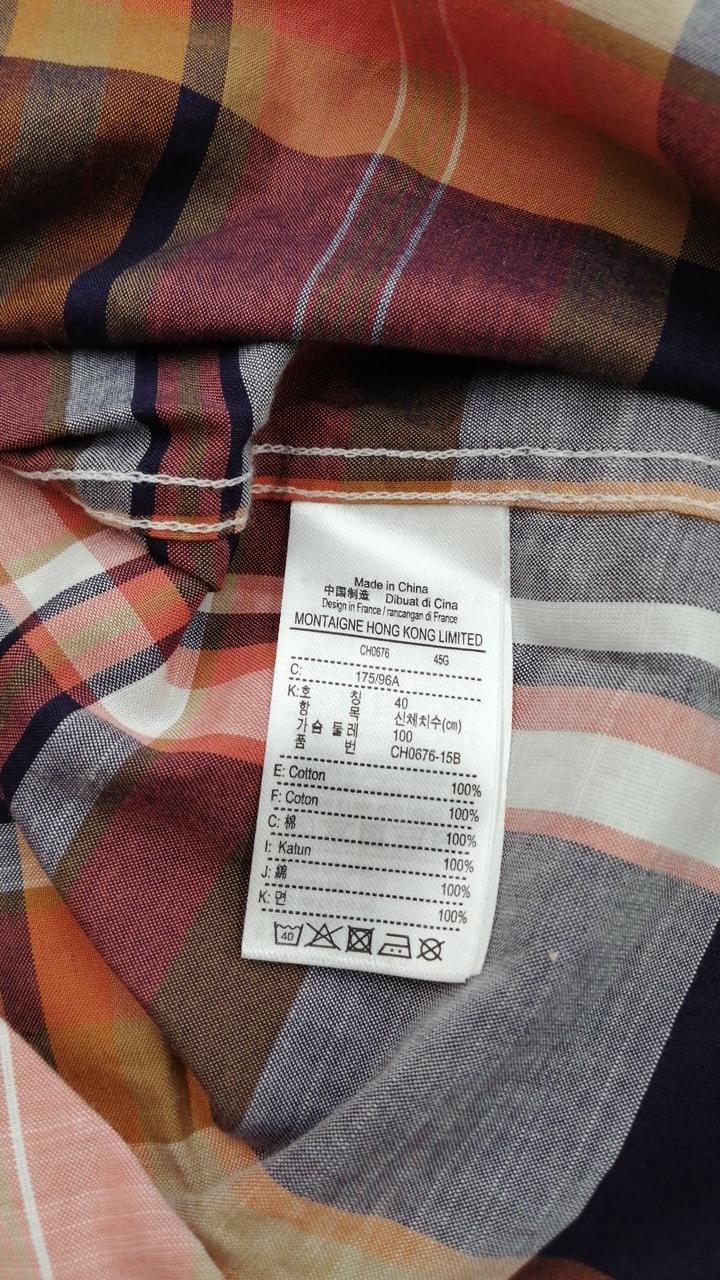 Made in China
中国制造 Dibuat di Cina
Design in France / rancangan di France
MONTAIGNE HONG KONG LIMITED
CH0676 45G
C: 175/96A
K:호 칭 40
항 목 신체치수(cm)
가 슴 둘 레 100
품 번 CH0676-15B
E: Cotton 100%
F: Coton 100%
C: 棉 100%
I: Katun 100%
J: 綿 100%
K: 면 100%
40